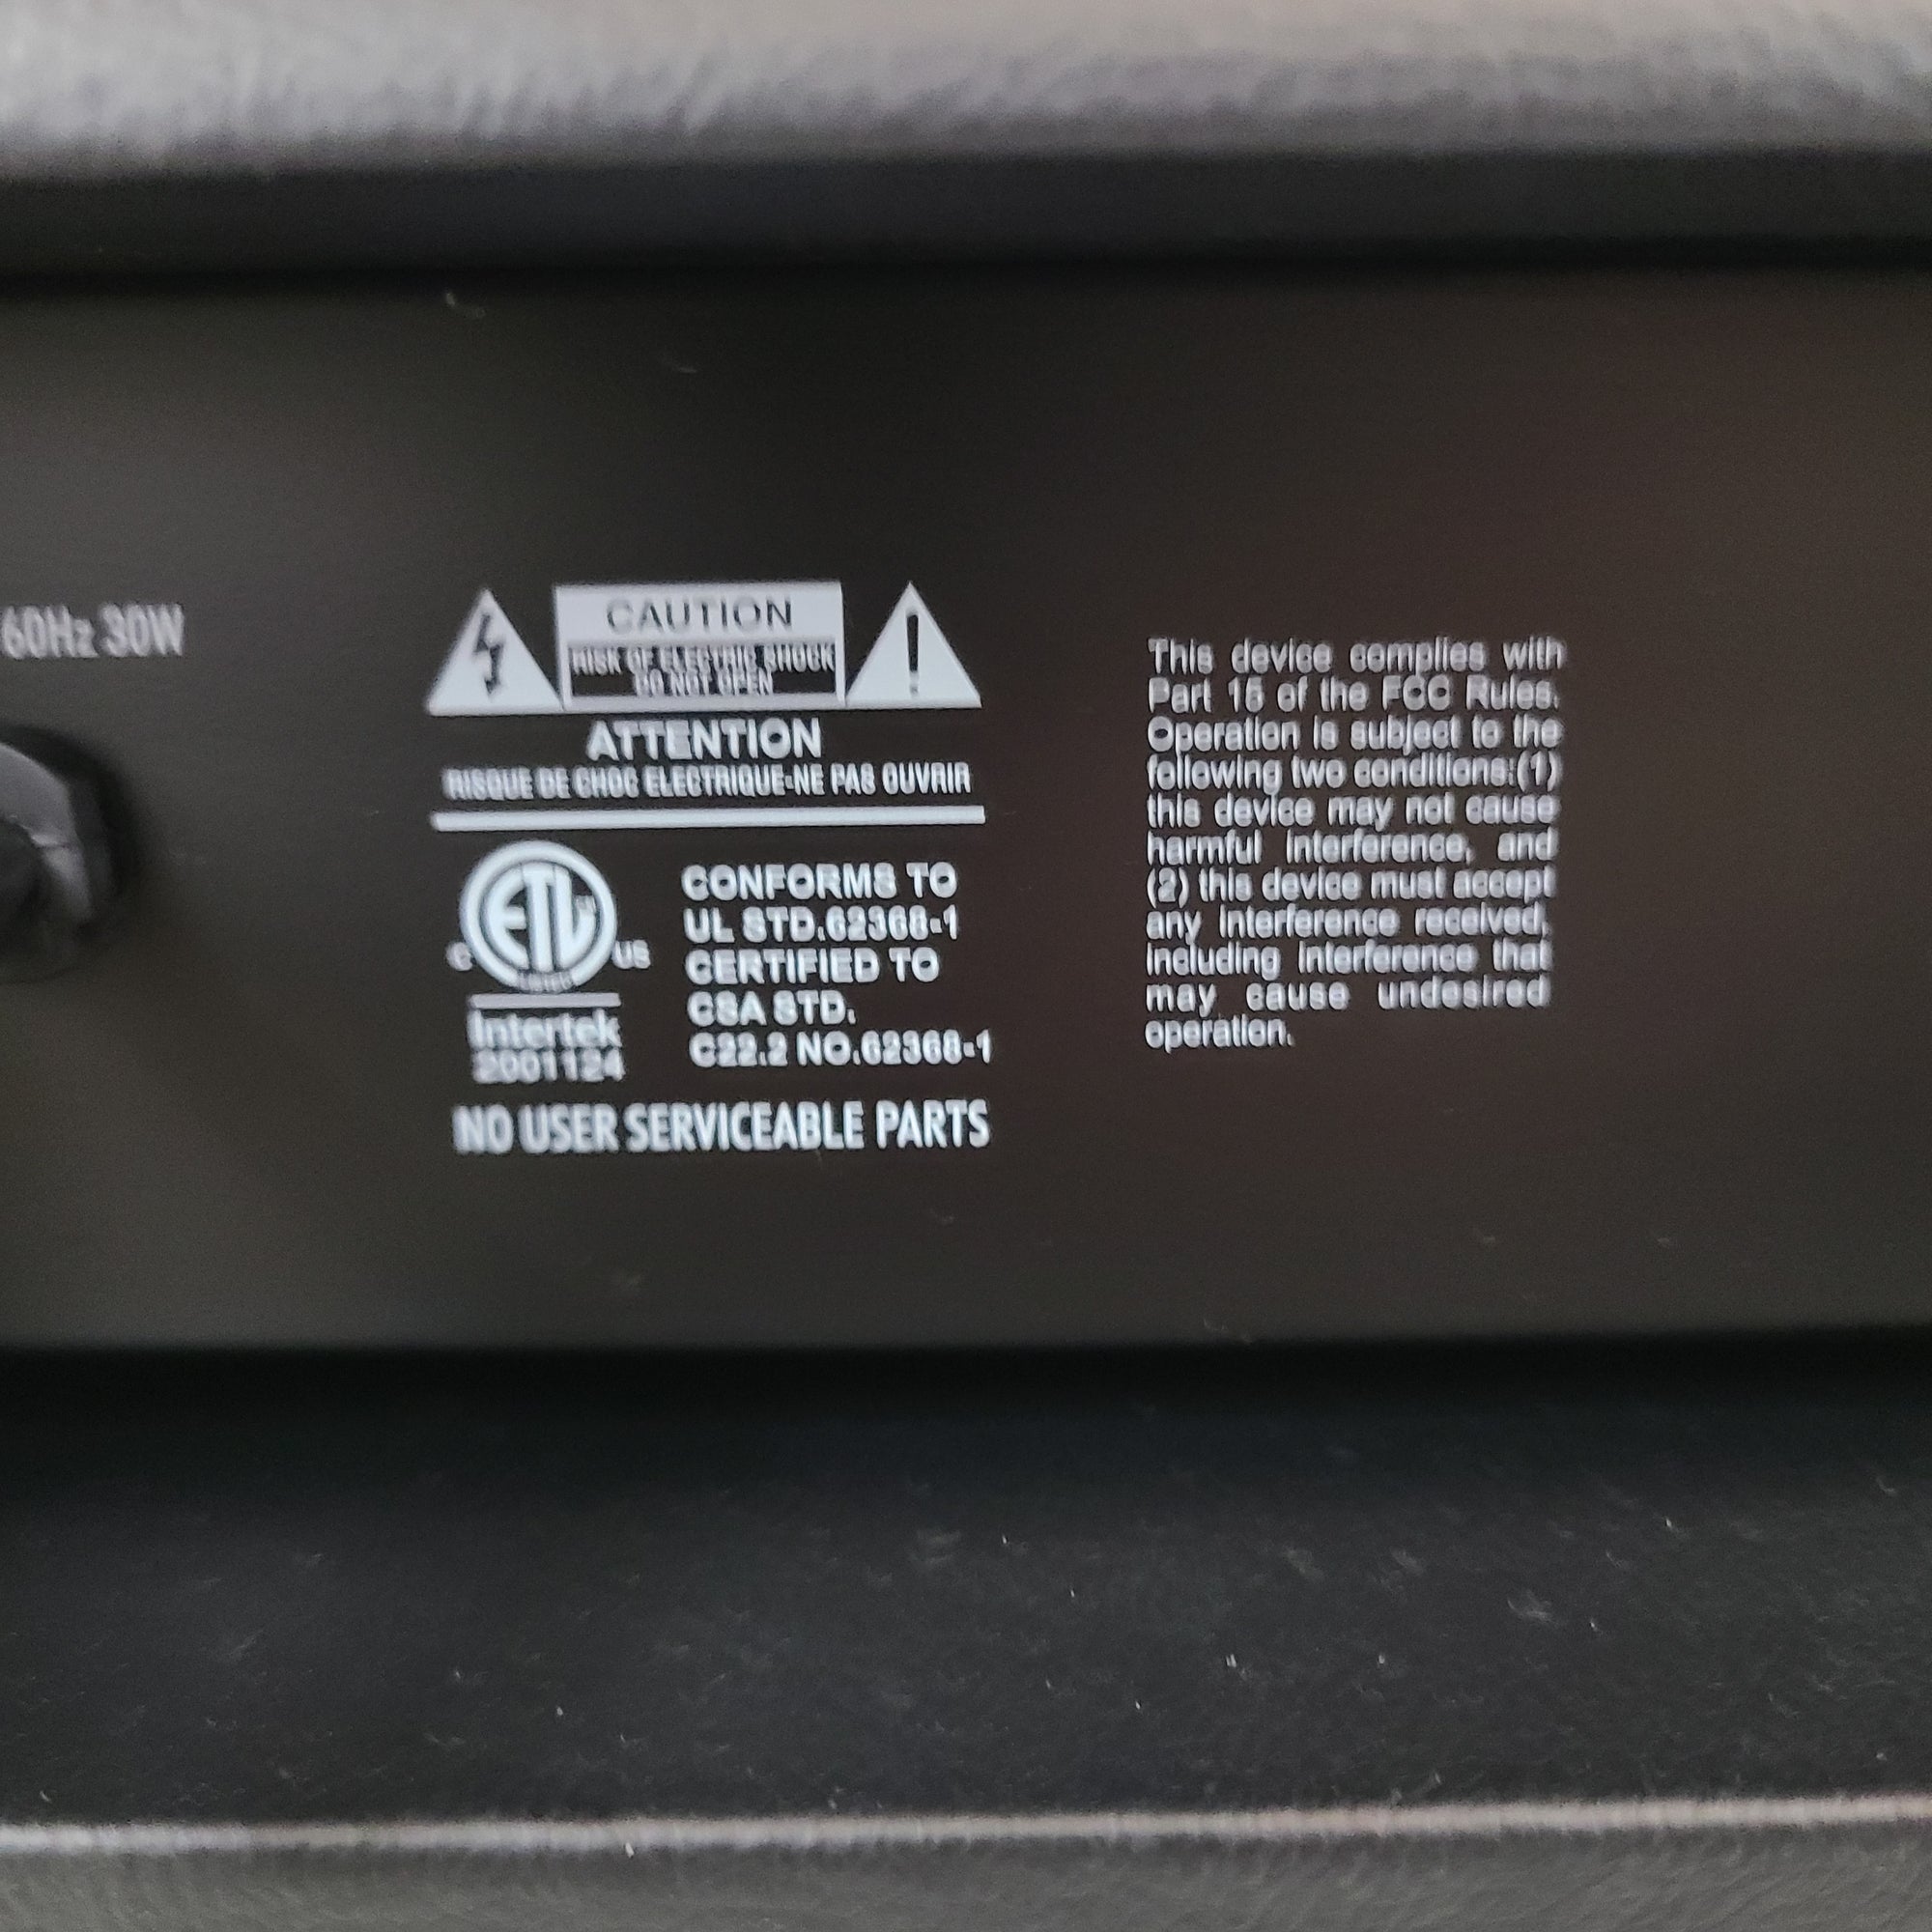 60Hz 30W
CAUTION
RISK OF ELECTRIC SHOCK
DO NOT OPEN
ATTENTION
RISQUE DE CHOC ELECTRIQUE-NE PAS OUVRIR
ETL
C US
LISTED
Intertek
2001124
CONFORMS TO
UL STD.62368-1
CERTIFIED TO
CSA STD.
C22.2 NO.62368-1
NO USER SERVICEABLE PARTS
This device complies with
Part 15 of the FCC Rules.
Operation is subject to the
following two conditions:(1)
this device may not cause
harmful interference, and
(2) this device must accept
any interference received,
including interference that
may cause undesired
operation.